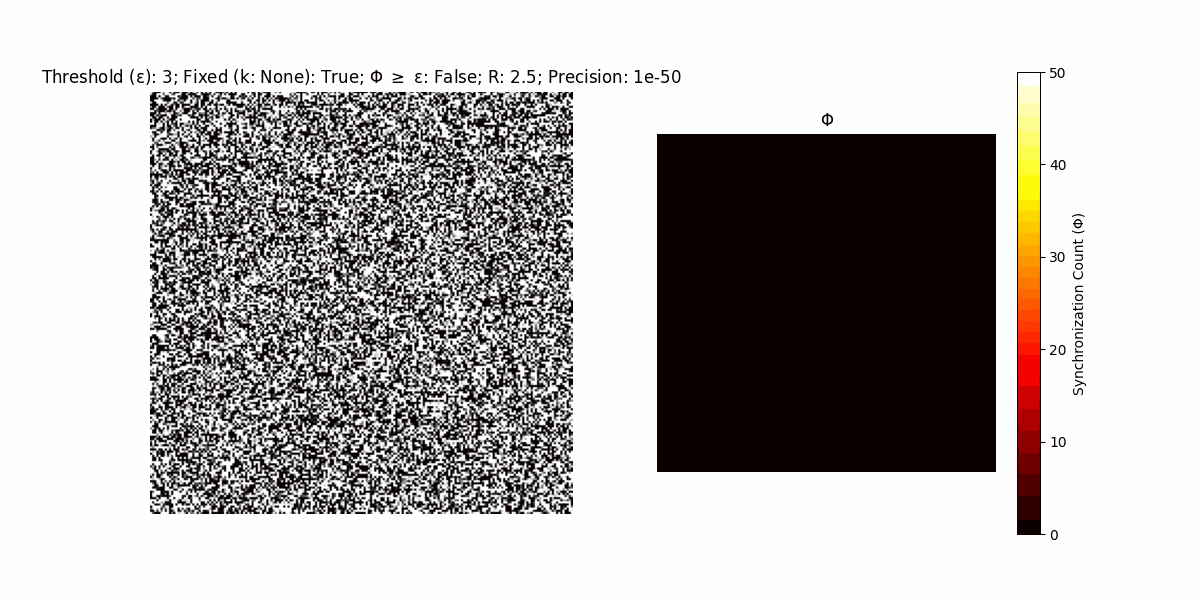 Threshold (ε): 3; Fixed (k: None): True; Φ ≥ ε: False; R: 2.5; Precision: 1e-50
Φ
50
40
30
20
10
0
Synchronization Count (Φ)